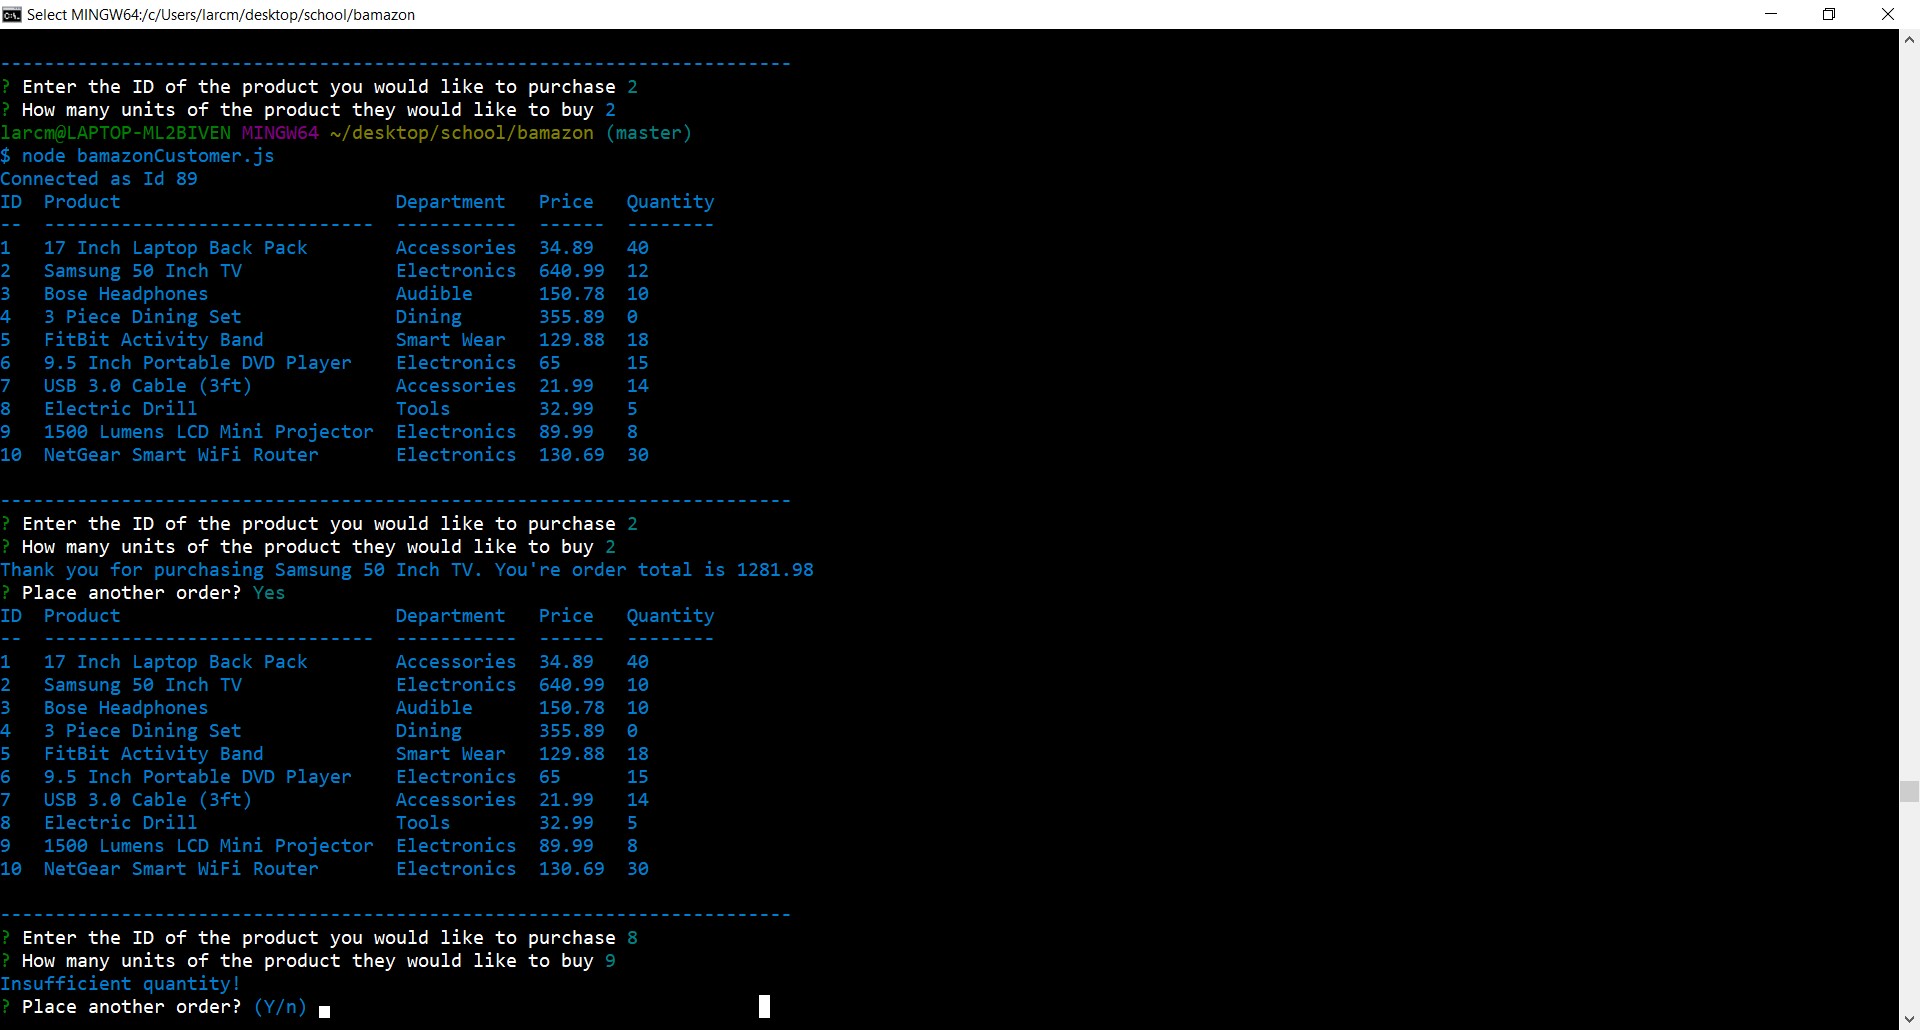 Select MINGW64:/c/Users/larcm/desktop/school/bamazon
------------------------------------------------------------------------
? Enter the ID of the product you would like to purchase 2
? How many units of the product they would like to buy 2
larcm@LAPTOP-ML2BIVEN MINGW64 ~/desktop/school/bamazon (master)
$ node bamazonCustomer.js
Connected as Id 89
ID  Product                         Department   Price   Quantity
--  ------------------------------  -----------  ------  --------
1   17 Inch Laptop Back Pack        Accessories  34.89   40
2   Samsung 50 Inch TV              Electronics  640.99  12
3   Bose Headphones                 Audible      150.78  10
4   3 Piece Dining Set              Dining       355.89  0
5   FitBit Activity Band            Smart Wear   129.88  18
6   9.5 Inch Portable DVD Player    Electronics  65      15
7   USB 3.0 Cable (3ft)             Accessories  21.99   14
8   Electric Drill                  Tools        32.99   5
9   1500 Lumens LCD Mini Projector  Electronics  89.99   8
10  NetGear Smart WiFi Router       Electronics  130.69  30
------------------------------------------------------------------------
? Enter the ID of the product you would like to purchase 2
? How many units of the product they would like to buy 2
Thank you for purchasing Samsung 50 Inch TV. You're order total is 1281.98
? Place another order? Yes
ID  Product                         Department   Price   Quantity
--  ------------------------------  -----------  ------  --------
1   17 Inch Laptop Back Pack        Accessories  34.89   40
2   Samsung 50 Inch TV              Electronics  640.99  10
3   Bose Headphones                 Audible      150.78  10
4   3 Piece Dining Set              Dining       355.89  0
5   FitBit Activity Band            Smart Wear   129.88  18
6   9.5 Inch Portable DVD Player    Electronics  65      15
7   USB 3.0 Cable (3ft)             Accessories  21.99   14
8   Electric Drill                  Tools        32.99   5
9   1500 Lumens LCD Mini Projector  Electronics  89.99   8
10  NetGear Smart WiFi Router       Electronics  130.69  30
------------------------------------------------------------------------
? Enter the ID of the product you would like to purchase 8
? How many units of the product they would like to buy 9
Insufficient quantity!
? Place another order? (Y/n)